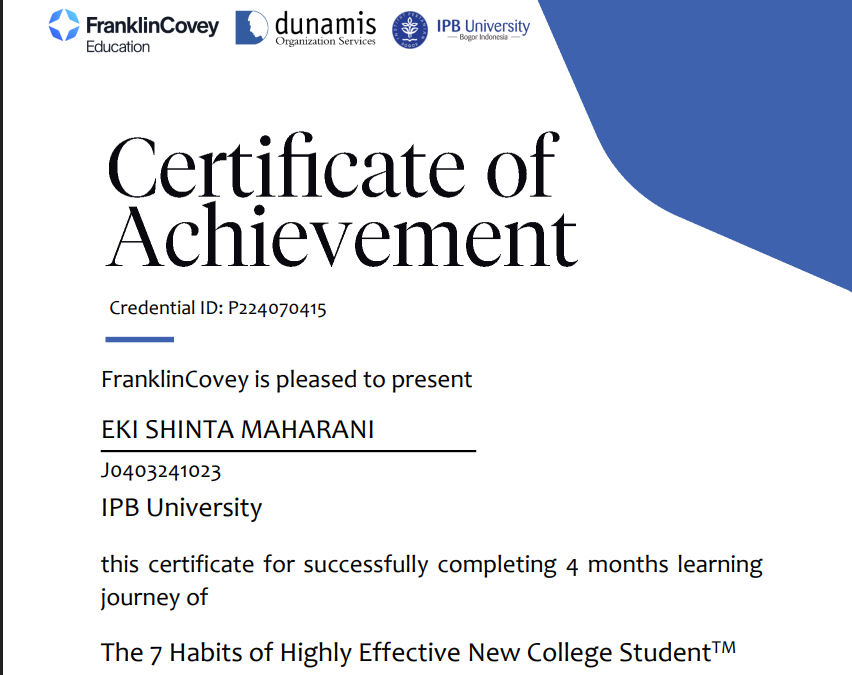 FranklinCovey
Education
dunamis
Organization Services
IPB University
Bogor Indonesia
Certificate of
Achievement
Credential ID: P224070415
FranklinCovey is pleased to present
EKI SHINTA MAHARANI
J0403241023
IPB University
this certificate for successfully completing 4 months learning
journey of
The 7 Habits of Highly Effective New College Student™